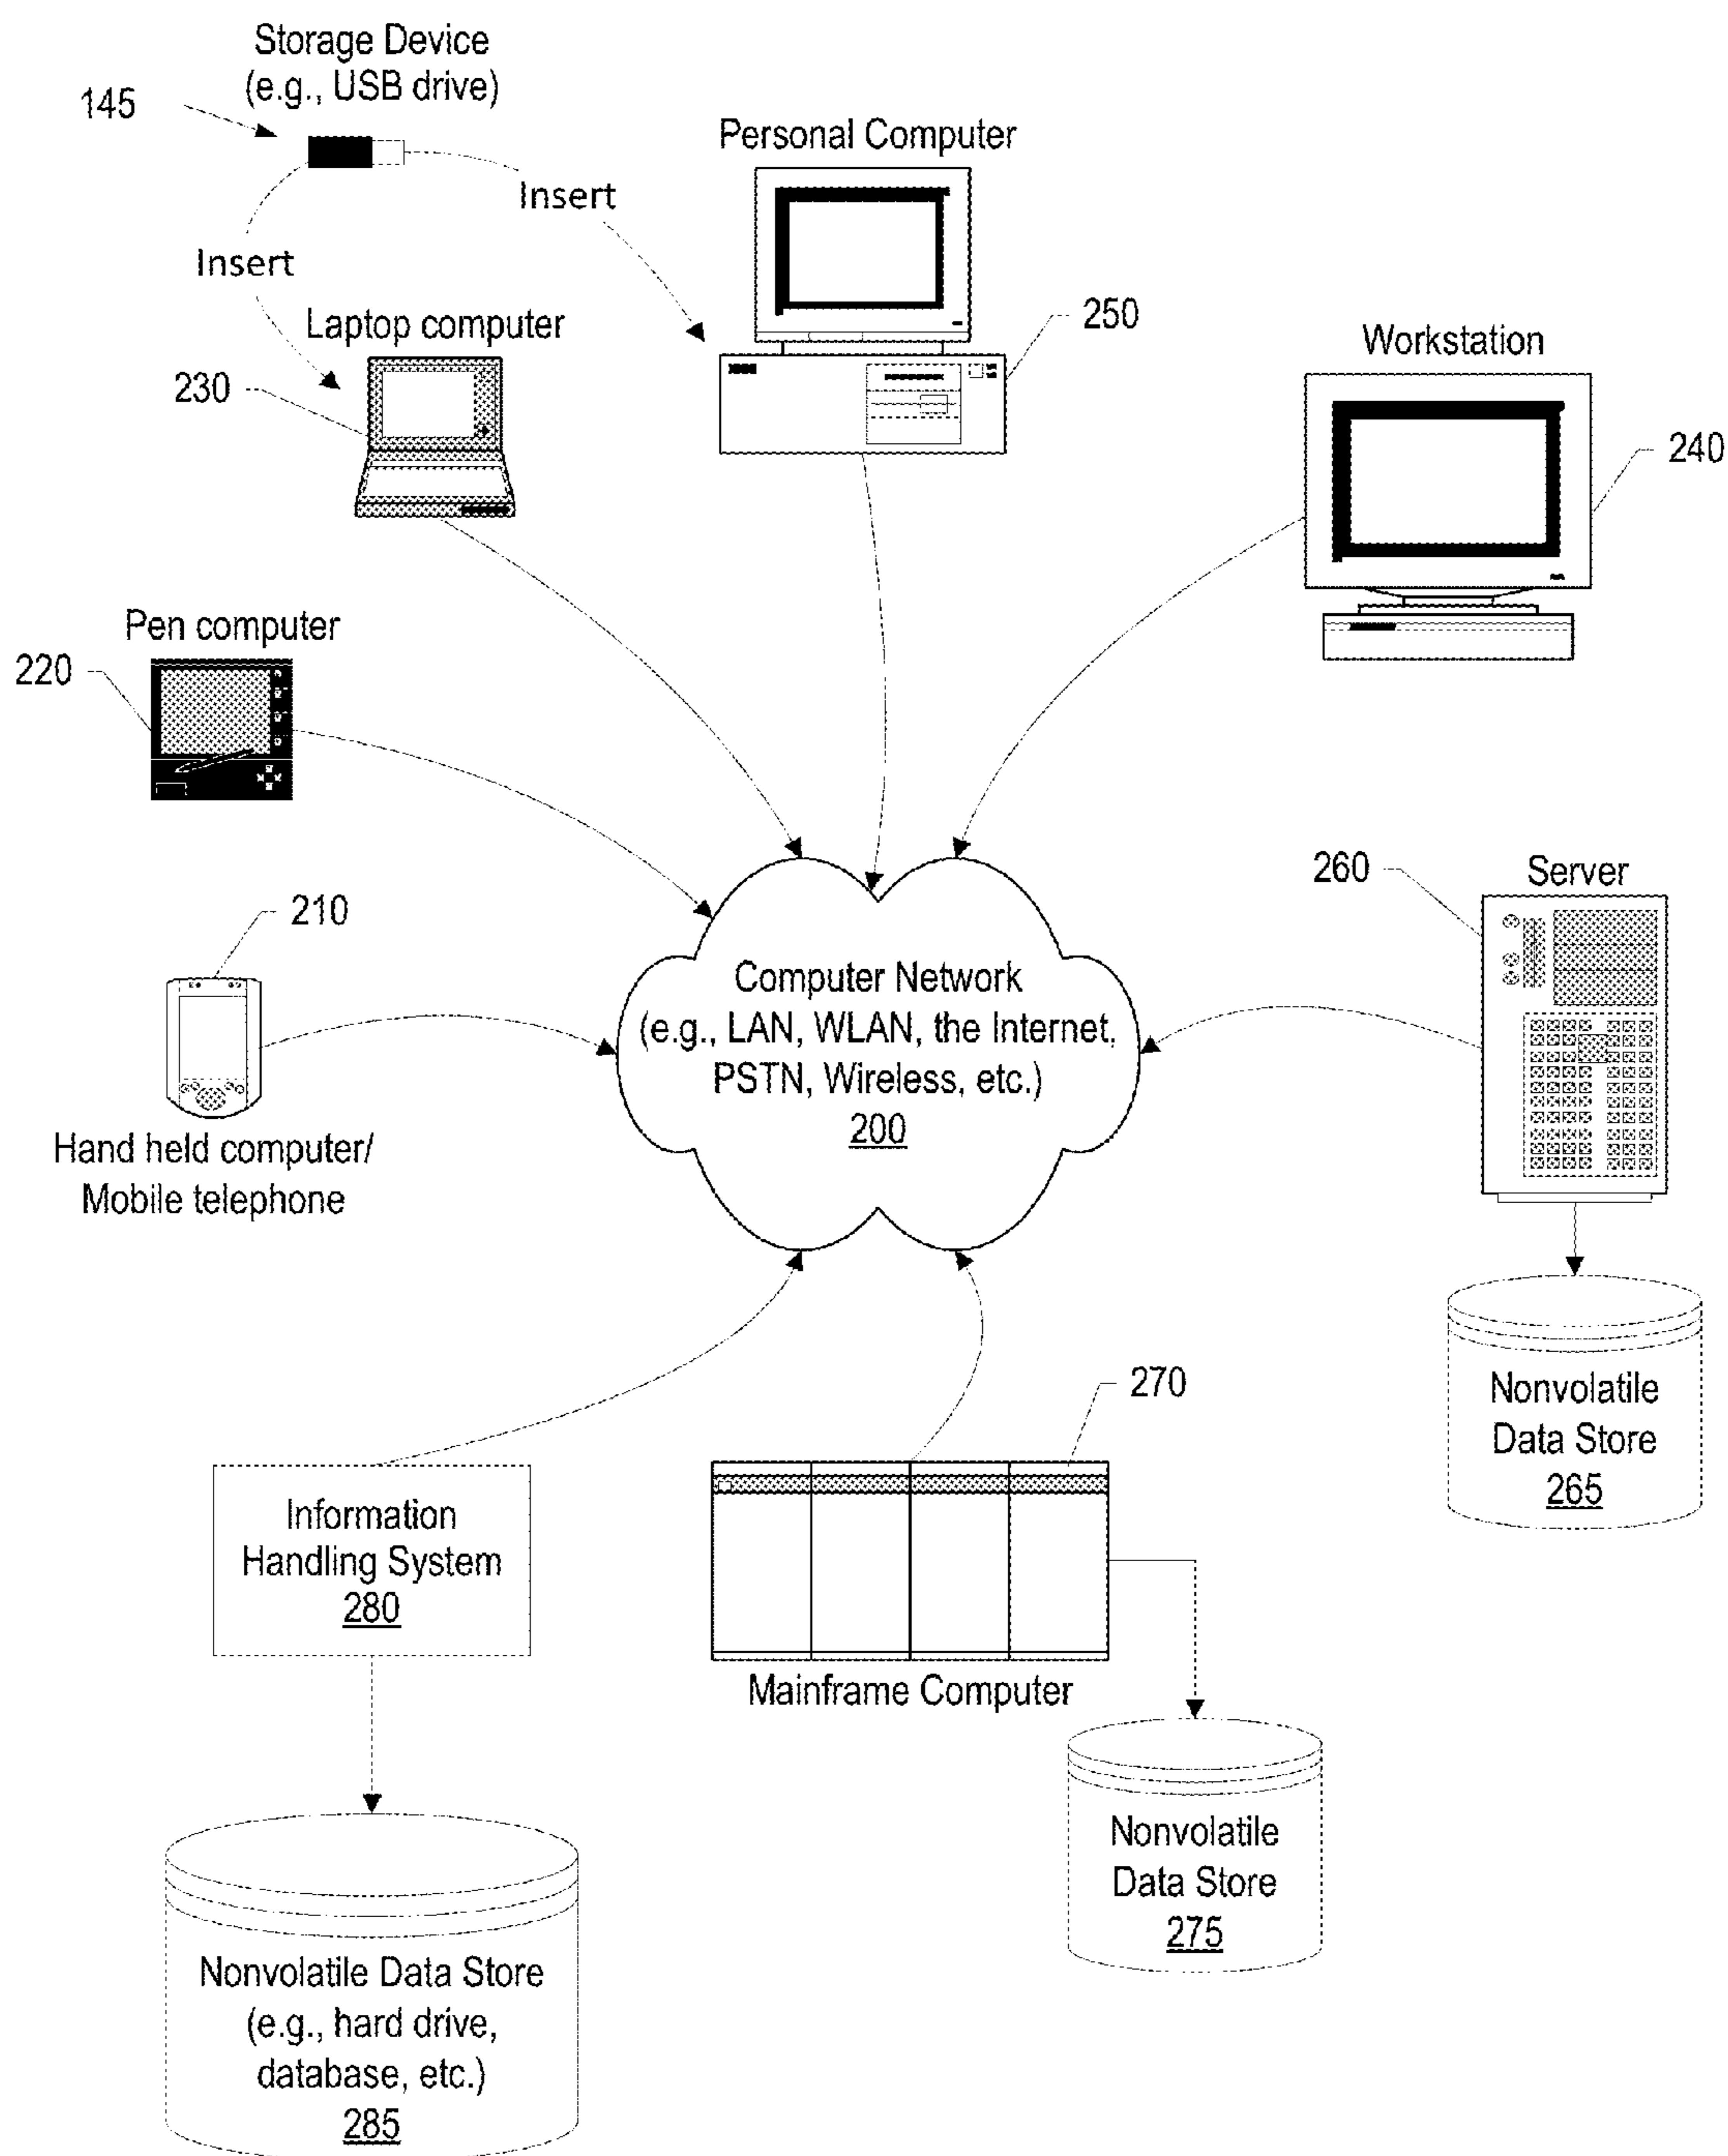 Storage Device
(e.g., USB drive)
145
Personal Computer
Insert
Insert
Laptop computer
250
Workstation
230
240
Pen computer
220
260
Server
210
Computer Network
(e.g., LAN, WLAN, the Internet,
PSTN, Wireless, etc.)
200
Hand held computer/
Mobile telephone
270
Nonvolatile
Data Store
265
Information
Handling System
280
Mainframe Computer
Nonvolatile
Data Store
275
Nonvolatile Data Store
(e.g., hard drive,
database, etc.)
285